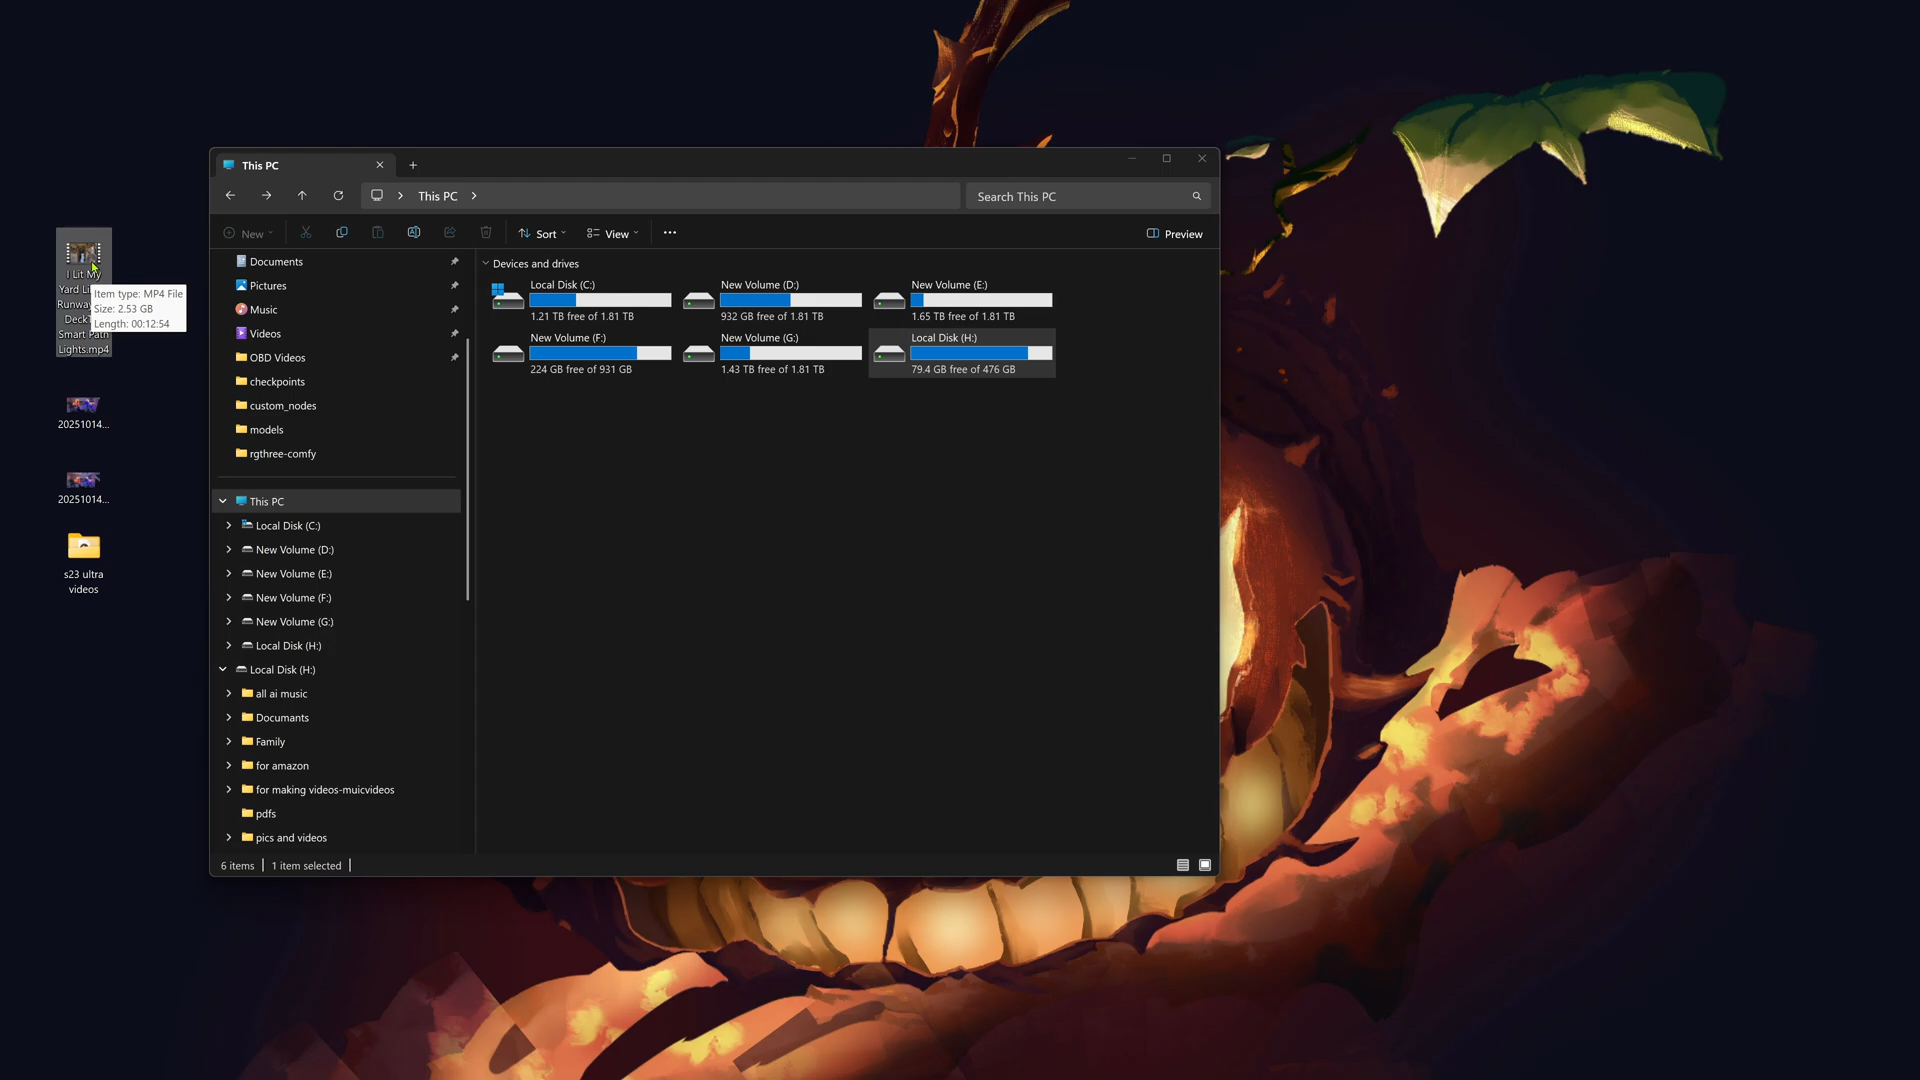 This PC
This PC
Search This PC
New
Sort
View
Preview
I Lit My
Yard Li
Runway
Deck
Smart Path
Lights.mp4
Item type: MP4 File
Size: 2.53 GB
Length: 00:12:54
20251014...
20251014...
s23 ultra
videos
Documents
Pictures
Music
Videos
OBD Videos
checkpoints
custom_nodes
models
rgthree-comfy
This PC
Local Disk (C:)
New Volume (D:)
New Volume (E:)
New Volume (F:)
New Volume (G:)
Local Disk (H:)
Local Disk (H:)
all ai music
Documants
Family
for amazon
for making videos-muicvideos
pdfs
pics and videos
Devices and drives
Local Disk (C:)
1.21 TB free of 1.81 TB
New Volume (D:)
932 GB free of 1.81 TB
New Volume (E:)
1.65 TB free of 1.81 TB
New Volume (F:)
224 GB free of 931 GB
New Volume (G:)
1.43 TB free of 1.81 TB
Local Disk (H:)
79.4 GB free of 476 GB
6 items
1 item selected